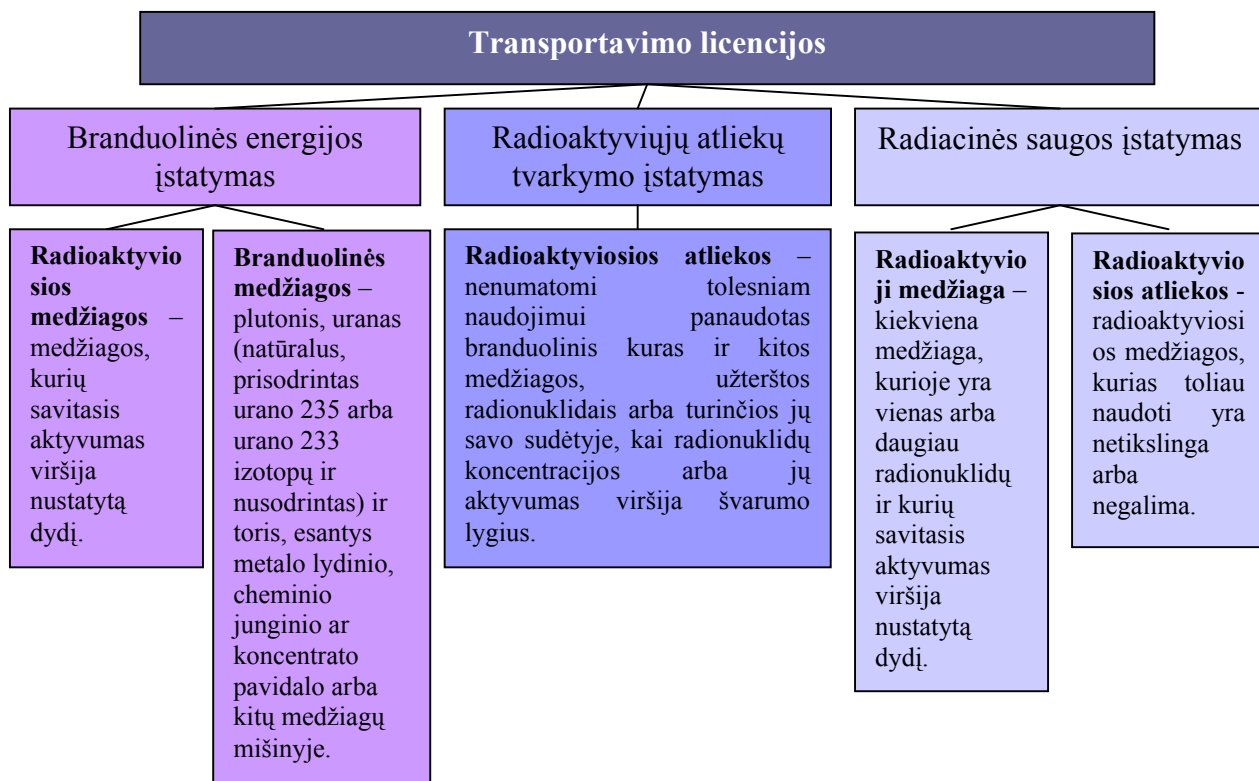 Transportavimo licencijos
Branduolinės energijos
įstatymas
Radioaktyviųjų atliekų
tvarkymo įstatymas
Radiacinės saugos įstatymas
Radioaktyvio
sios
medžiagos –
medžiagos,
kurių
savitasis
aktyvumas
viršija
nustatytą
dydį.
Branduolinės
medžiagos –
plutonis, uranas
(natūralus,
prisodrintas
urano 235 arba
urano 233
izotopų ir
nusodrintas) ir
toris, esantys
metalo lydinio,
cheminio
junginio ar
koncentrato
pavidalo arba
kitų medžiagų
mišinyje.
Radioaktyviosios atliekos –
nenumatomi tolesniam
naudojimui panaudotas
branduolinis kuras ir kitos
medžiagos, užterštos
radionuklidais arba turinčios jų
savo sudėtyje, kai radionuklidų
koncentracijos arba jų
aktyvumas viršija švarumo
lygius.
Radioaktyvio
ji medžiaga –
kiekviena
medžiaga,
kurioje yra
vienas arba
daugiau
radionuklidų
ir kurių
savitasis
aktyvumas
viršija
nustatytą
dydį.
Radioaktyvio
sios atliekos -
radioaktyviosi
os medžiagos,
kurias toliau
naudoti yra
netikslinga
arba
negalima.